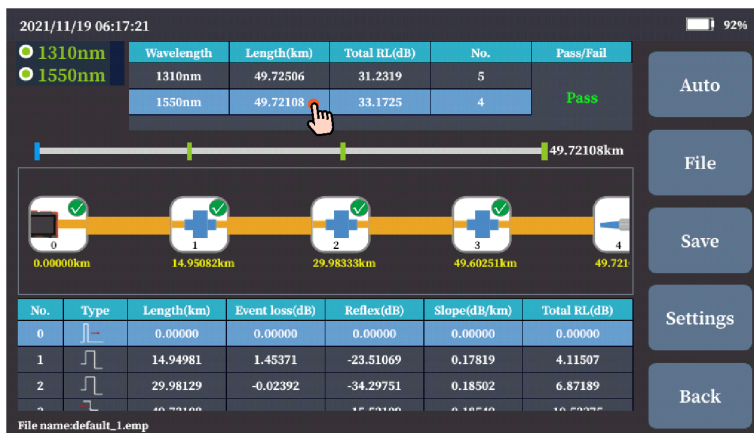 2021/11/19 06:17:21
92%
1310nm
1550nm
Wavelength Length(km) Total RL(dB) No. Pass/Fail
1310nm 49.72506 31.2319 5
1550nm 49.72108 33.1725 4
Pass
49.72108km
0 1 2 3 4
0.00000km 14.95082km 29.98333km 49.60251km 49.721
No. Type Length(km) Event loss(dB) Reflex(dB) Slope(dB/km) Total RL(dB)
0 0.00000 0.00000 0.00000 0.00000 0.00000
1 14.94981 1.45371 -23.51069 0.17819 4.11507
2 29.98129 -0.02392 -34.29751 0.18502 6.87189
File name:default_1.emp
Auto
File
Save
Settings
Back